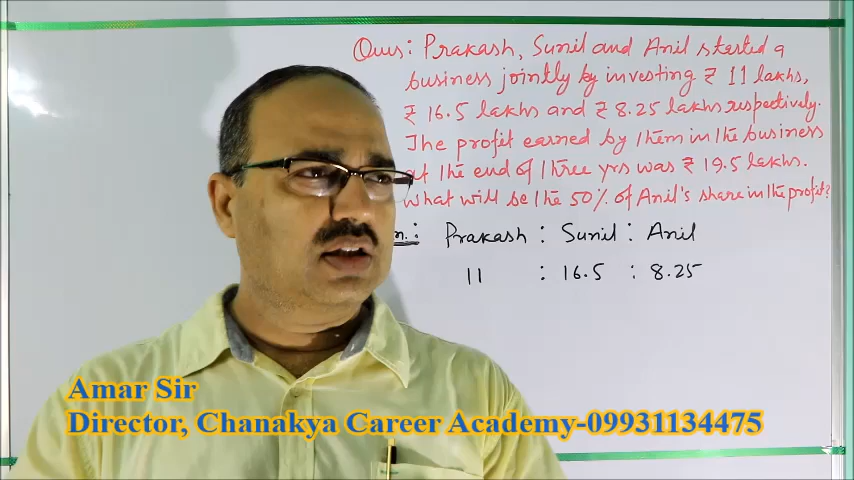 Ques: Prakash, Sunil and Anil started a
business jointly by investing ₹ 11 lakhs,
₹ 16.5 lakhs and ₹ 8.25 lakhs respectively.
The profit earned by them in the business
at the end of three yrs was ₹ 19.5 lakhs.
What will be the 50% of Anil's share in the profit?
n.: Prakash : Sunil : Anil
11 : 16.5 : 8.25
Amar Sir
Director, Chanakya Career Academy-09931134475